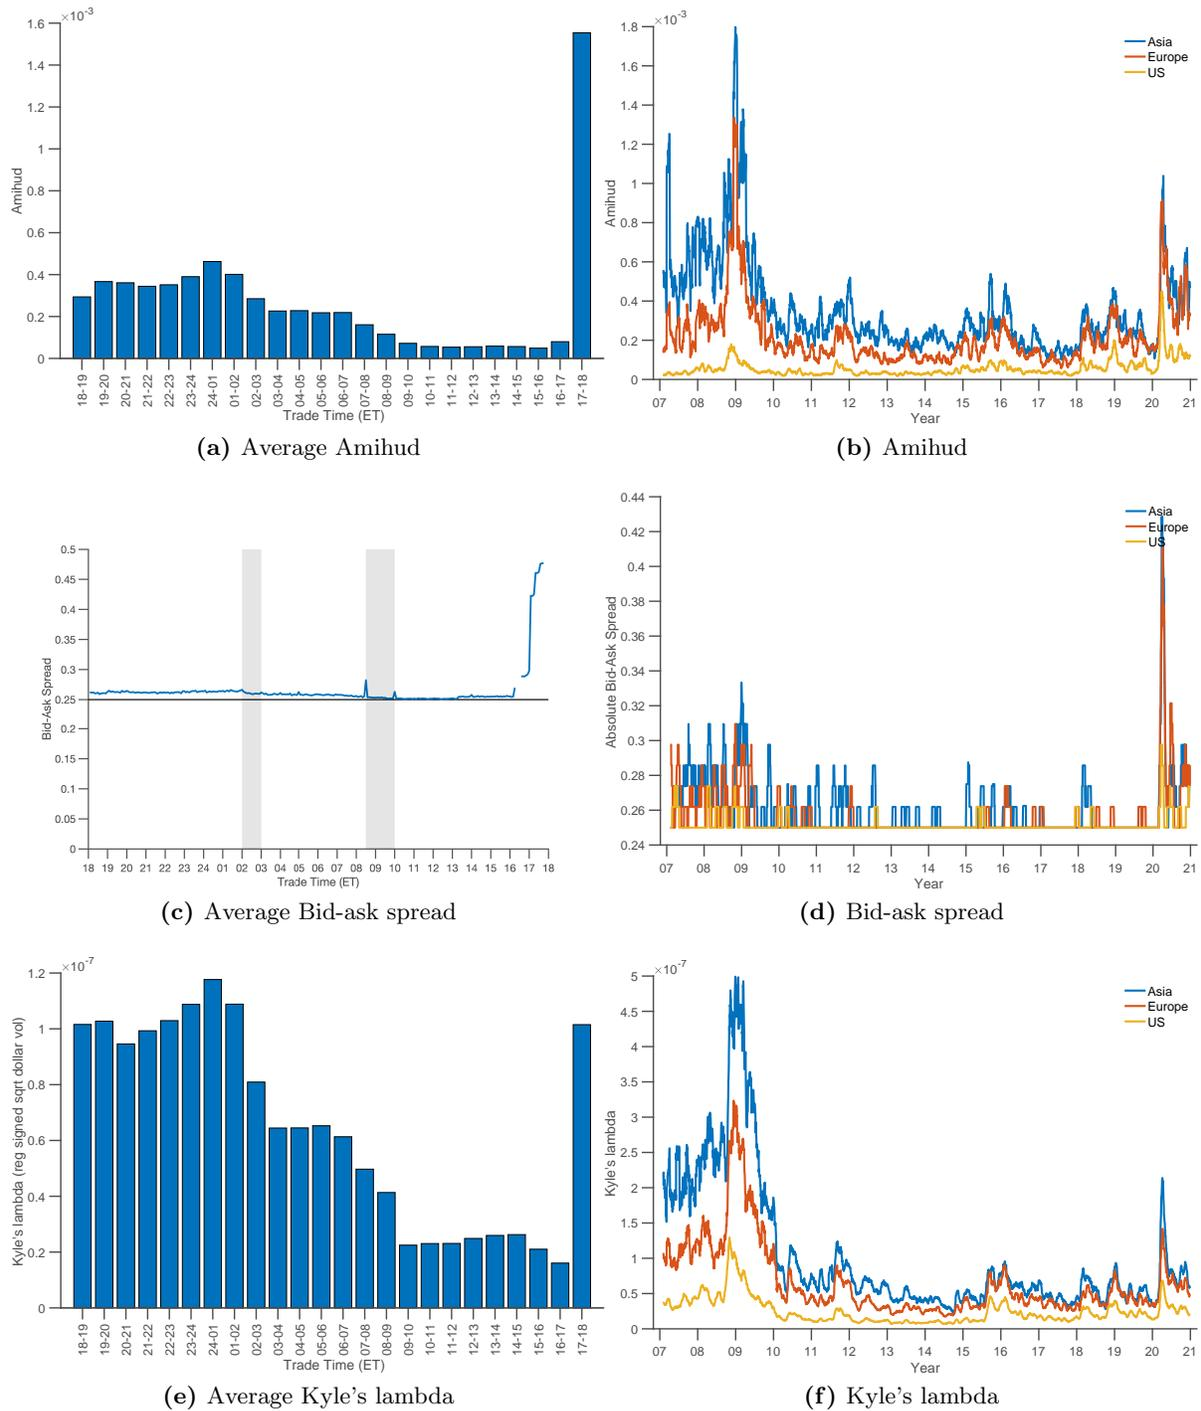 ×10-3
1.6
1.4
1.2
1
0.8
0.6
0.4
0.2
0
Amihud
18-19 19-20 20-21 21-22 22-23 23-24 24-01 01-02 02-03 03-04 04-05 05-06 06-07 07-08 08-09 09-10 10-11 11-12 12-13 13-14 14-15 15-16 16-17 17-18
Trade Time (ET)
(a) Average Amihud
×10-3
1.8
1.6
1.4
1.2
1
0.8
0.6
0.4
0.2
0
Amihud
Asia
Europe
US
07 08 09 10 11 12 13 14 15 16 17 18 19 20 21
Year
(b) Amihud
0.5
0.45
0.4
0.35
0.3
0.25
0.2
0.15
0.1
0.05
0
Bid-Ask Spread
18 19 20 21 22 23 24 01 02 03 04 05 06 07 08 09 10 11 12 13 14 15 16 17 18
Trade Time (ET)
(c) Average Bid-ask spread
0.44
0.42
0.4
0.38
0.36
0.34
0.32
0.3
0.28
0.26
0.24
Absolute Bid-Ask Spread
Asia
Europe
US
07 08 09 10 11 12 13 14 15 16 17 18 19 20 21
Year
(d) Bid-ask spread
×10-7
1.2
1
0.8
0.6
0.4
0.2
0
Kyle's lambda (reg signed sqrt dollar vol)
18-19 19-20 20-21 21-22 22-23 23-24 24-01 01-02 02-03 03-04 04-05 05-06 06-07 07-08 08-09 09-10 10-11 11-12 12-13 13-14 14-15 15-16 16-17 17-18
Trade Time (ET)
(e) Average Kyle's lambda
×10-7
5
4.5
4
3.5
3
2.5
2
1.5
1
0.5
0
Kyle's lambda
Asia
Europe
US
07 08 09 10 11 12 13 14 15 16 17 18 19 20 21
Year
(f) Kyle's lambda